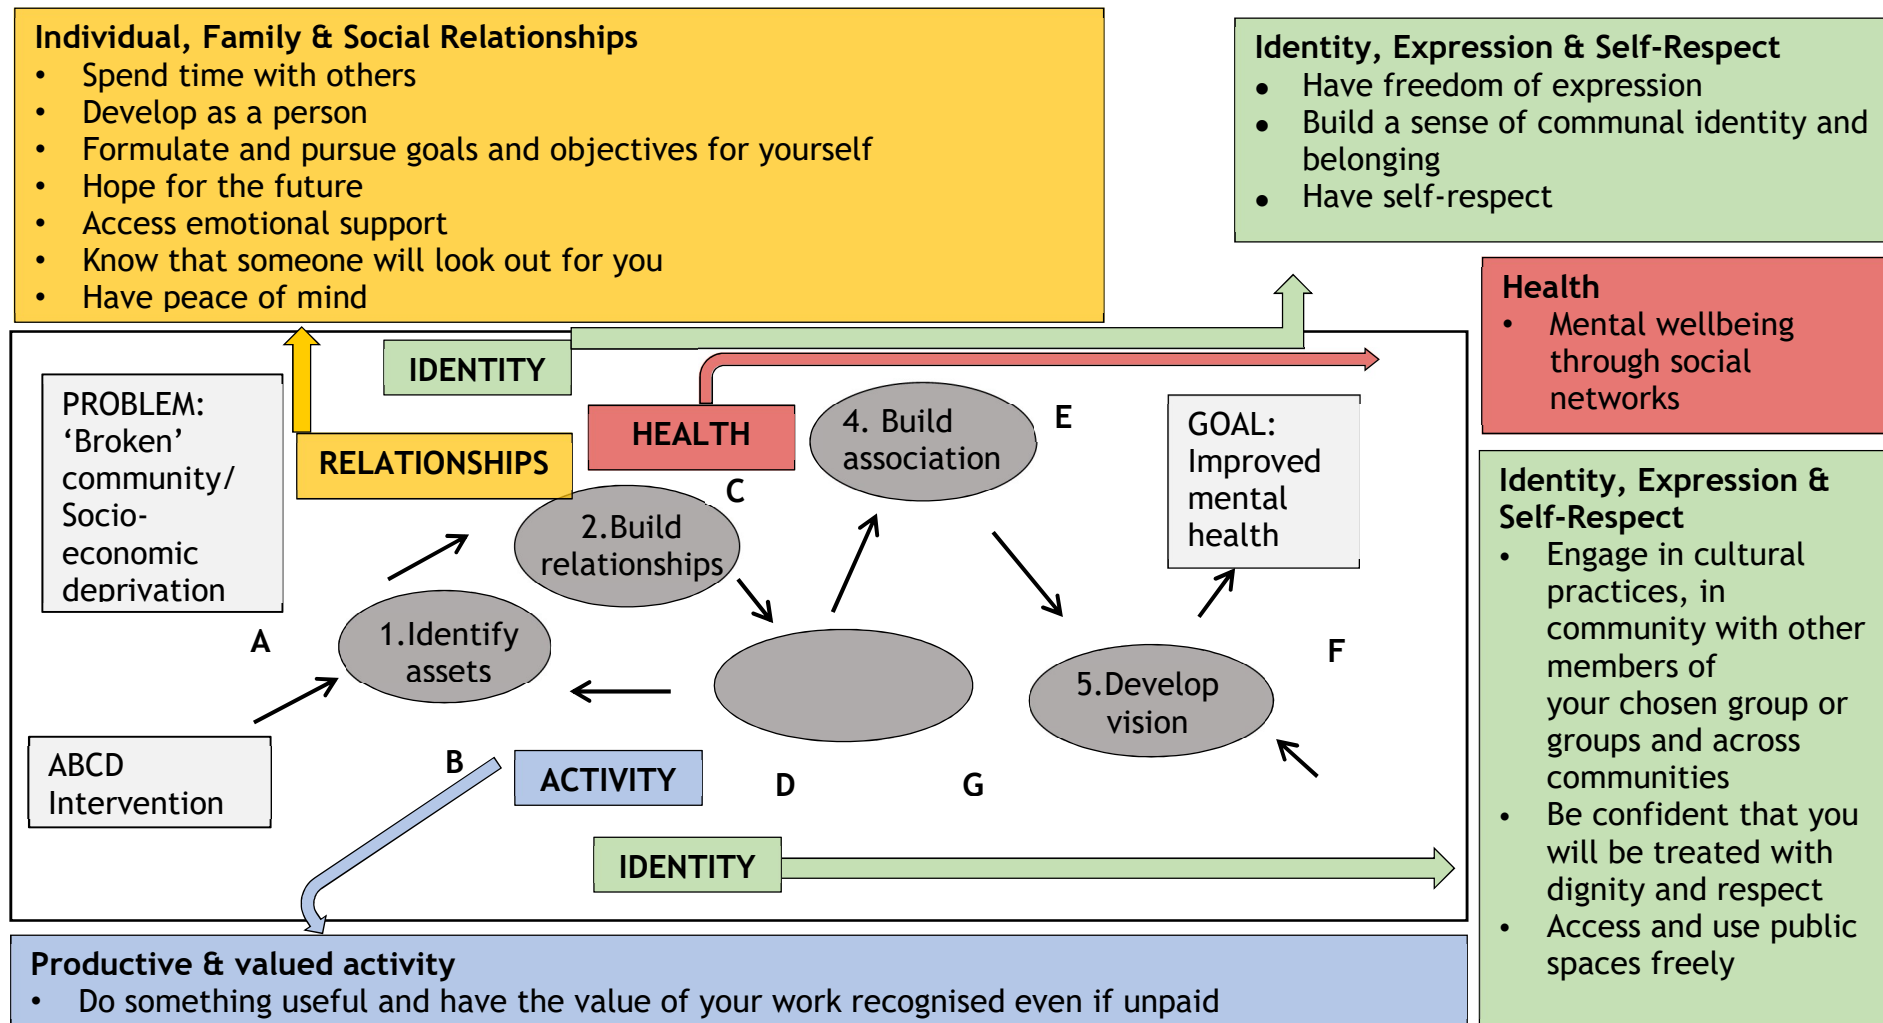 Individual, Family & Social Relationships
• Spend time with others
• Develop as a person
• Formulate and pursue goals and objectives for yourself
• Hope for the future
• Access emotional support
• Know that someone will look out for you
• Have peace of mind
Identity, Expression & Self-Respect
• Have freedom of expression
• Build a sense of communal identity and
belonging
• Have self-respect
Health
• Mental wellbeing
through social
networks
IDENTITY
HEALTH
RELATIONSHIPS
PROBLEM:
‘Broken’
community/
Socio-
economic
deprivation
4. Build
association
E
GOAL:
Improved
mental
health
C
2.Build
relationships
A
1.Identify
assets
F
5.Develop
vision
ABCD
Intervention
B
ACTIVITY
D
G
IDENTITY
Identity, Expression &
Self-Respect
• Engage in cultural
practices, in
community with other
members of
your chosen group or
groups and across
communities
• Be confident that you
will be treated with
dignity and respect
• Access and use public
spaces freely
Productive & valued activity
• Do something useful and have the value of your work recognised even if unpaid